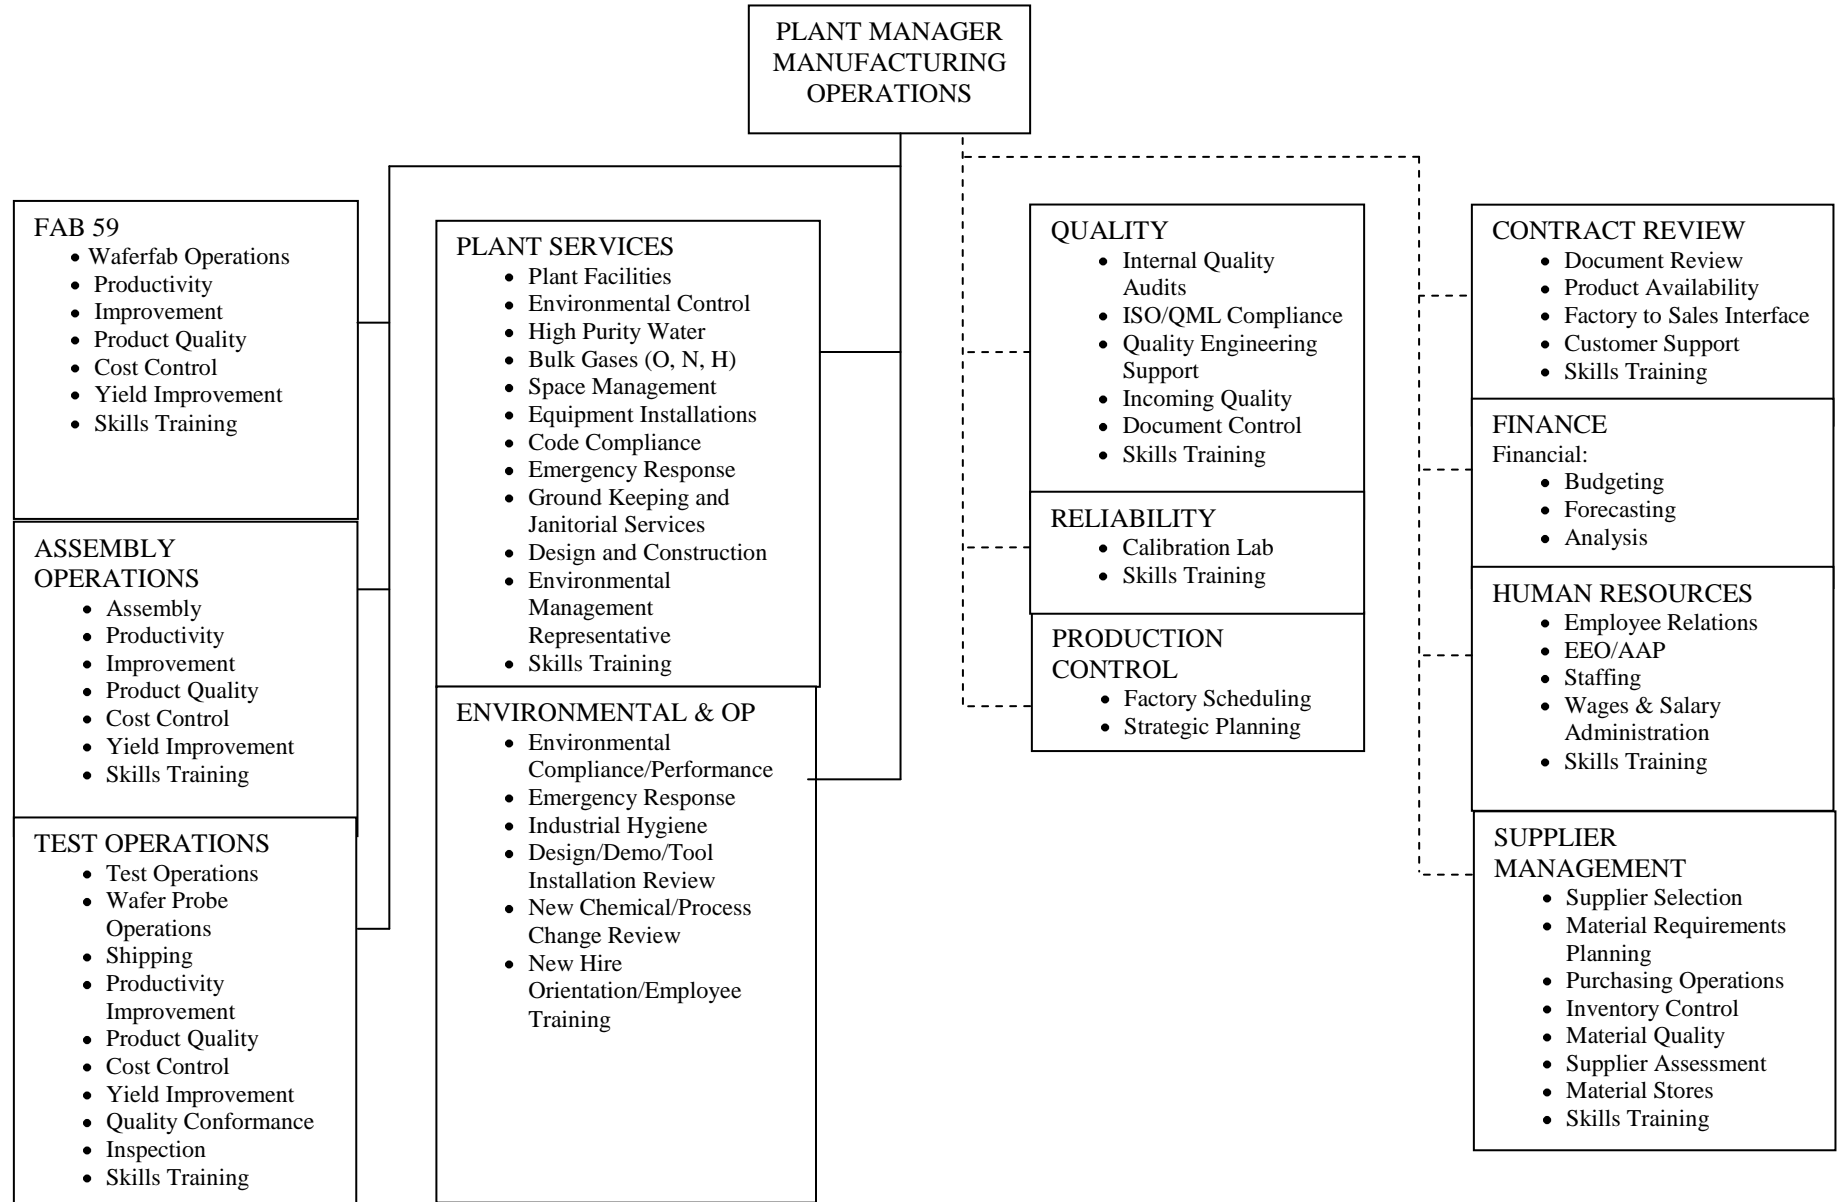 PLANT MANAGER
MANUFACTURING
OPERATIONS
FAB 59
• Waferfab Operations
• Productivity
• Improvement
• Product Quality
• Cost Control
• Yield Improvement
• Skills Training
ASSEMBLY
OPERATIONS
• Assembly
• Productivity
• Improvement
• Product Quality
• Cost Control
• Yield Improvement
• Skills Training
TEST OPERATIONS
• Test Operations
• Wafer Probe
Operations
• Shipping
• Productivity
Improvement
• Product Quality
• Cost Control
• Yield Improvement
• Quality Conformance
• Inspection
• Skills Training
PLANT SERVICES
• Plant Facilities
• Environmental Control
• High Purity Water
• Bulk Gases (O, N, H)
• Space Management
• Equipment Installations
• Code Compliance
• Emergency Response
• Ground Keeping and
Janitorial Services
• Design and Construction
• Environmental
Management
Representative
• Skills Training
ENVIRONMENTAL & OP
• Environmental
Compliance/Performance
• Emergency Response
• Industrial Hygiene
• Design/Demo/Tool
Installation Review
• New Chemical/Process
Change Review
• New Hire
Orientation/Employee
Training
QUALITY
• Internal Quality
Audits
• ISO/QML Compliance
• Quality Engineering
Support
• Incoming Quality
• Document Control
• Skills Training
RELIABILITY
• Calibration Lab
• Skills Training
PRODUCTION
CONTROL
• Factory Scheduling
• Strategic Planning
CONTRACT REVIEW
• Document Review
• Product Availability
• Factory to Sales Interface
• Customer Support
• Skills Training
FINANCE
Financial:
• Budgeting
• Forecasting
• Analysis
HUMAN RESOURCES
• Employee Relations
• EEO/AAP
• Staffing
• Wages & Salary
Administration
• Skills Training
SUPPLIER
MANAGEMENT
• Supplier Selection
• Material Requirements
Planning
• Purchasing Operations
• Inventory Control
• Material Quality
• Supplier Assessment
• Material Stores
• Skills Training